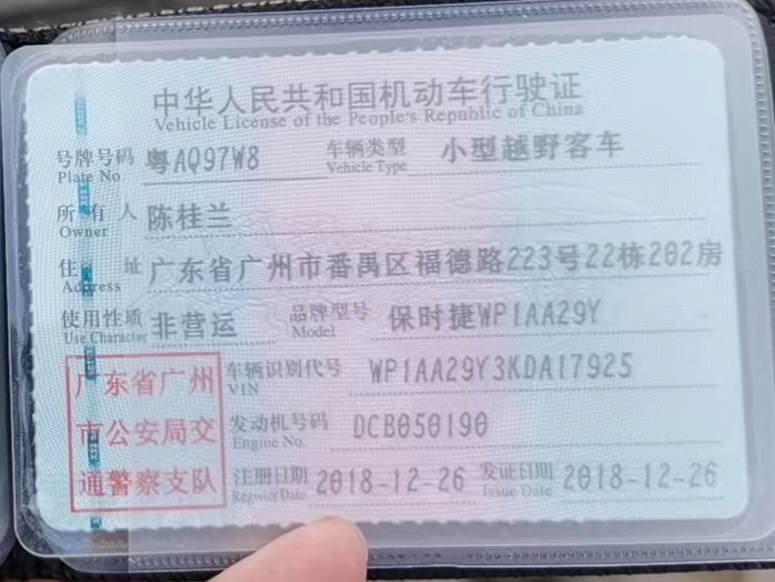 中华人民共和国机动车行驶证
Vehicle License of the People's Republic of China
号牌号码 粤AQ97W8 车辆类型 小型越野客车
Plate No. Vehicle Type
所有人 陈桂兰
Owner
住址 广东省广州市番禺区福德路223号22栋202房
Address
使用性质 非营运 品牌型号 保时捷WP1AA29Y
Use Character Model
广东省广州 车辆识别代号 WP1AA29Y3KDA17925
VIN
市公安局交 发动机号码 DCB050190
Engine No.
通警察支队 注册日期 2018-12-26 发证日期 2018-12-26
Register Date Issue Date